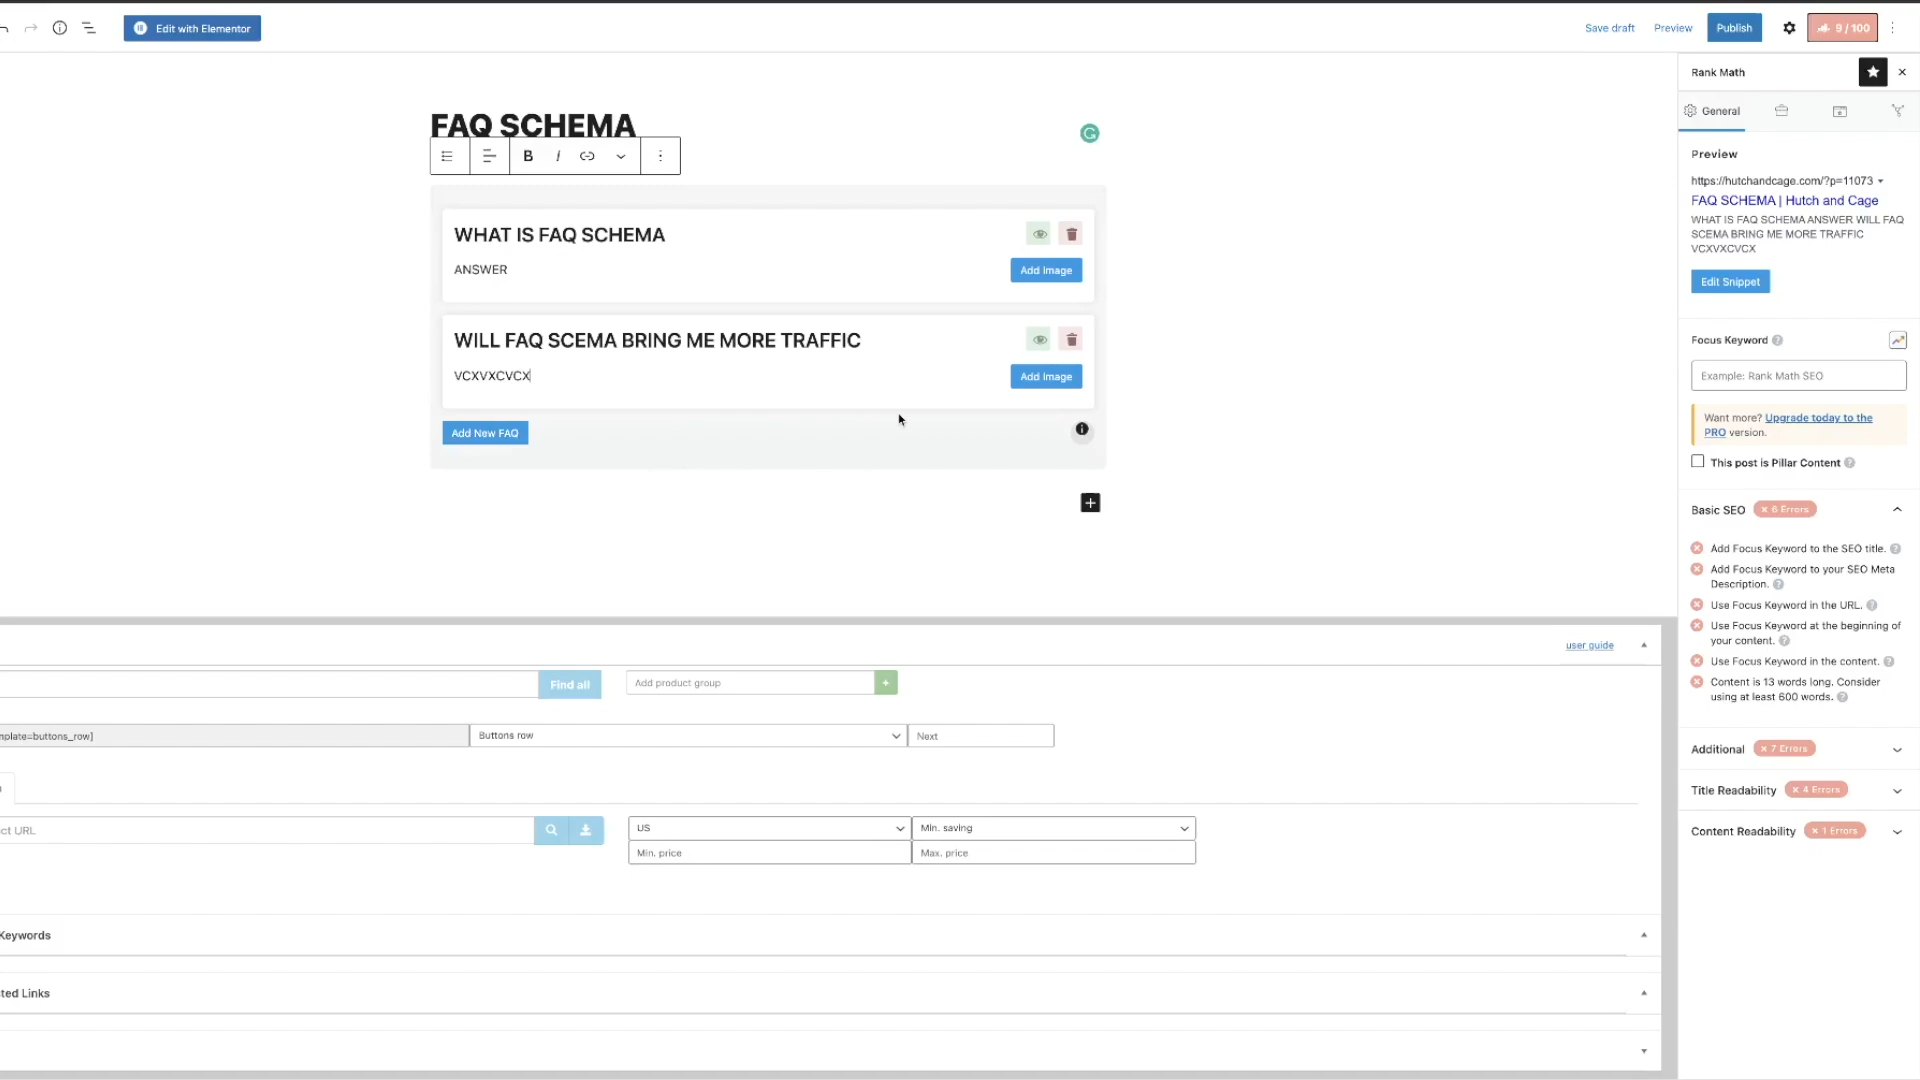 Edit with Elementor
Save draft
Preview
Publish
9 / 100
FAQ SCHEMA
B
WHAT IS FAQ SCHEMA
ANSWER
Add Image
WILL FAQ SCEMA BRING ME MORE TRAFFIC
VCXVXCVCX
Add Image
Add New FAQ
Rank Math
General
Preview
https://hutchandcage.com/?p=11073
FAQ SCHEMA | Hutch and Cage
WHAT IS FAQ SCHEMA ANSWER WILL FAQ
SCEMA BRING ME MORE TRAFFIC
VCXVXCVCX
Edit Snippet
Focus Keyword
Example: Rank Math SEO
Want more? Upgrade today to the
PRO version.
This post is Pillar Content
Basic SEO
× 6 Errors
Add Focus Keyword to the SEO title.
Add Focus Keyword to your SEO Meta
Description.
Use Focus Keyword in the URL.
Use Focus Keyword at the beginning of
your content.
Use Focus Keyword in the content.
Content is 13 words long. Consider
using at least 600 words.
Additional
× 7 Errors
Title Readability
× 4 Errors
Content Readability
× 1 Errors
user guide
Find all
Add product group
+
nplate=buttons_row]
Buttons row
Next
ct URL
US
Min. saving
Min. price
Max. price
Keywords
ted Links